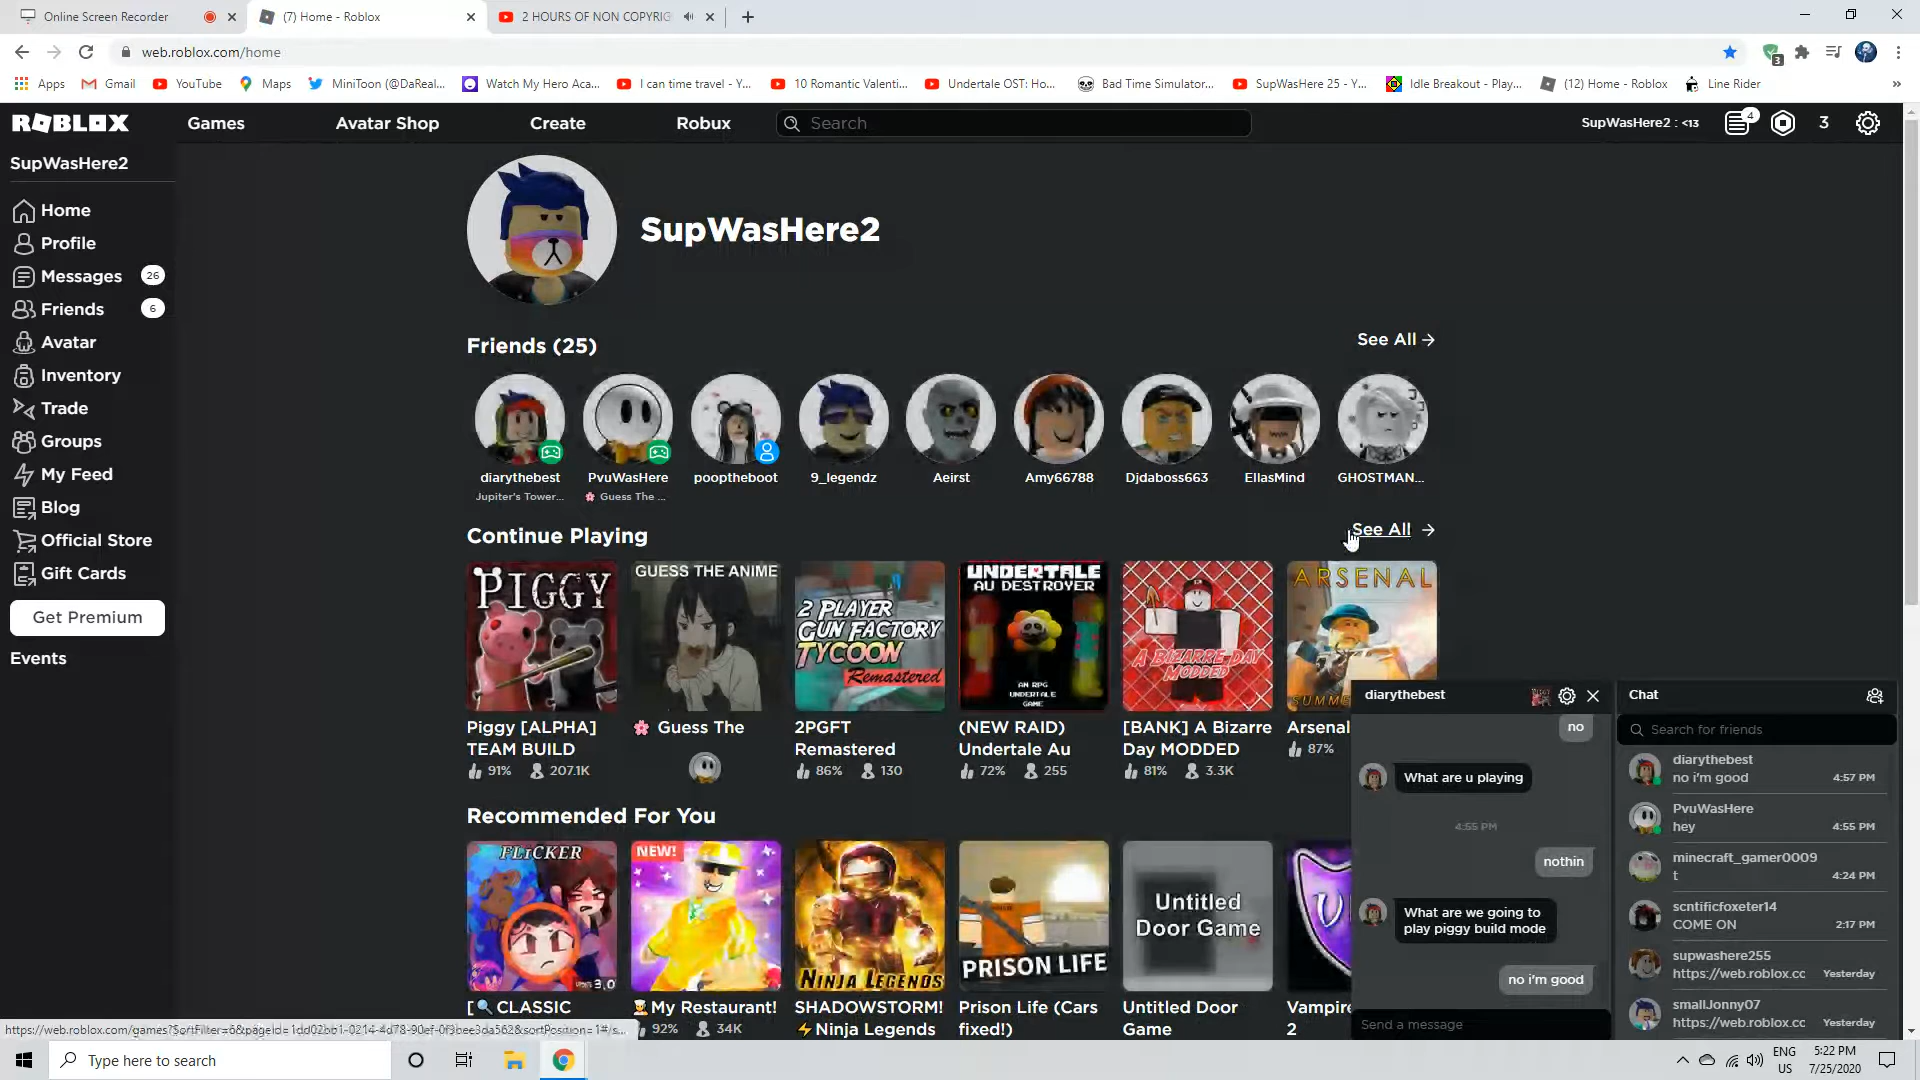 Online Screen Recorder
(7) Home - Roblox
2 HOURS OF NON COPYRIG
web.roblox.com/home
3
Apps
Gmail
YouTube
Maps
MiniToon (@DaReal...
Watch My Hero Aca...
I can time travel - Y...
10 Romantic Valenti...
Undertale OST: Ho...
Bad Time Simulator...
SupWasHere 25 - Y...
Idle Breakout - Play...
(12) Home - Roblox
Line Rider
»
ROBLOX
Games
Avatar Shop
Create
Robux
Search
SupWasHere2 : <13
4
3
SupWasHere2
Home
Profile
Messages 26
Friends 6
Avatar
Inventory
Trade
Groups
My Feed
Blog
Official Store
Gift Cards
Get Premium
Events
SupWasHere2
Friends (25)
See All →
diarythebest
Jupiter's Tower...
PvuWasHere
Guess The ...
pooptheboot
9_legendz
Aeirst
Amy66788
Djdaboss663
EllasMind
GHOSTMAN...
Continue Playing
See All →
PIGGY
GUESS THE ANIME
2 PLAYER
GUN FACTORY
TYCOON
Remastered
UNDERTALE
AU DESTROYER
AN RPG
UNDERTALE
GAME
A BIZARRE DAY
MODDED
ARSENAL
SUMME
Piggy [ALPHA]
TEAM BUILD
91% 207.1K
Guess The
2PGFT
Remastered
86% 130
(NEW RAID)
Undertale Au
72% 255
[BANK] A Bizarre
Day MODDED
81% 3.3K
Arsenal
87%
Recommended For You
FLICKER
UPDATE 3.0
NEW!
NINJA LEGENDS
PRISON LIFE
Untitled
Door Game
[🔍 CLASSIC
My Restaurant!
92% 34K
SHADOWSTORM!
⚡Ninja Legends
Prison Life (Cars
fixed!)
Untitled Door
Game
Vampire
2
diarythebest
no
What are u playing
4:55 PM
nothin
What are we going to
play piggy build mode
no i'm good
Send a message
Chat
Search for friends
diarythebest
no i'm good 4:57 PM
PvuWasHere
hey 4:55 PM
minecraft_gamer0009
t 4:24 PM
scntificfoxeter14
COME ON 2:17 PM
supwashere255
https://web.roblox.cc Yesterday
smallJonny07
https://web.roblox.cc Yesterday
Type here to search
ENG
US
5:22 PM
7/25/2020